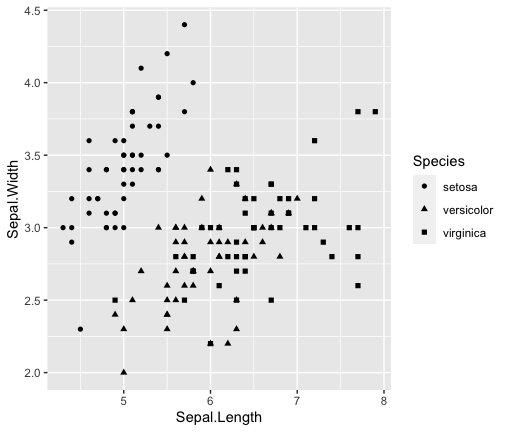 4.5
4.0
3.5
3.0
2.5
2.0
Sepal.Width
5 6 7 8
Sepal.Length
Species
setosa
versicolor
virginica